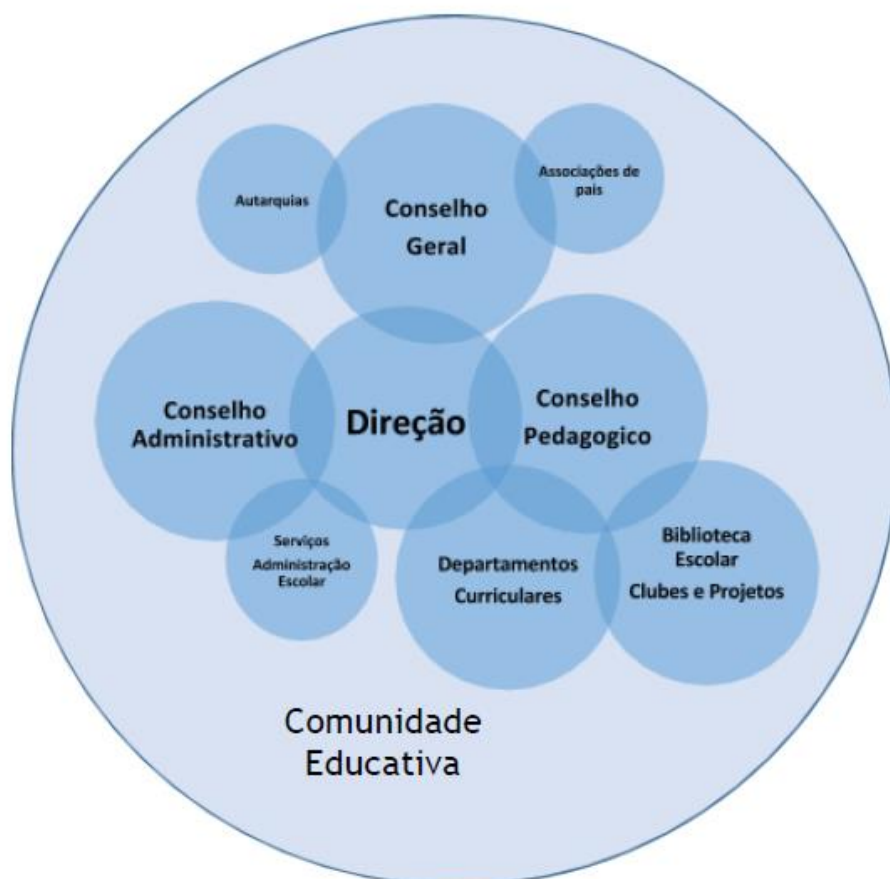 Autarquias
Conselho
Geral
Associações de
pais
Conselho
Administrativo
Direção
Conselho
Pedagogico
Serviços
Administração
Escolar
Departamentos
Curriculares
Biblioteca
Escolar
Clubes e Projetos
Comunidade
Educativa